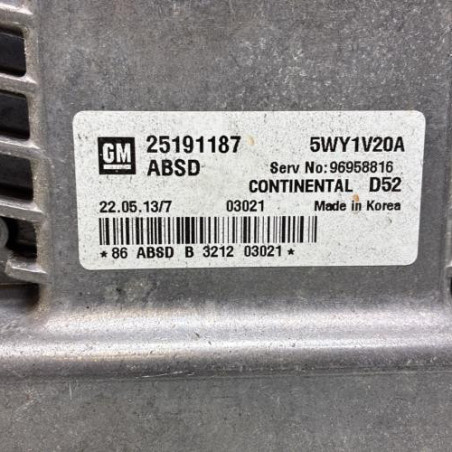 GM 25191187 5WY1V20A
ABSD Serv No:96958816
CONTINENTAL D52
22.05.13/7 03021 Made in Korea
*86 ABSD B 3212 03021*